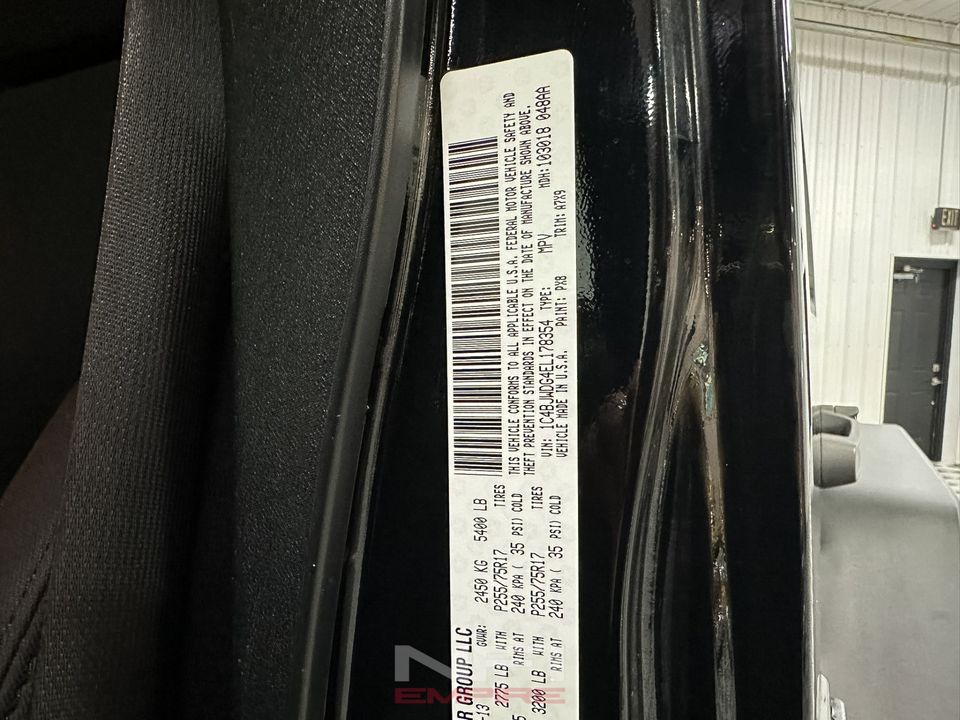 R GROUP LLC
-13 GVWR: 2450 KG 5400 LB
2775 LB WITH P255/75R17 TIRES
5 RIMS AT 240 KPA ( 35 PSI) COLD
3200 LB WITH P255/75R17 TIRES
RIMS AT 240 KPA ( 35 PSI) COLD
THIS VEHICLE CONFORMS TO ALL APPLICABLE U.S.A. FEDERAL MOTOR VEHICLE SAFETY AND
THEFT PREVENTION STANDARDS IN EFFECT ON THE DATE OF MANUFACTURE SHOWN ABOVE.
VIN: 1C4BJWDG4EL178354 TYPE: MPV MDH: 103018 048AA
VEHICLE MADE IN U.S.A. PAINT: PX8 TRIM: A7X9
EXIT
EMPIRE